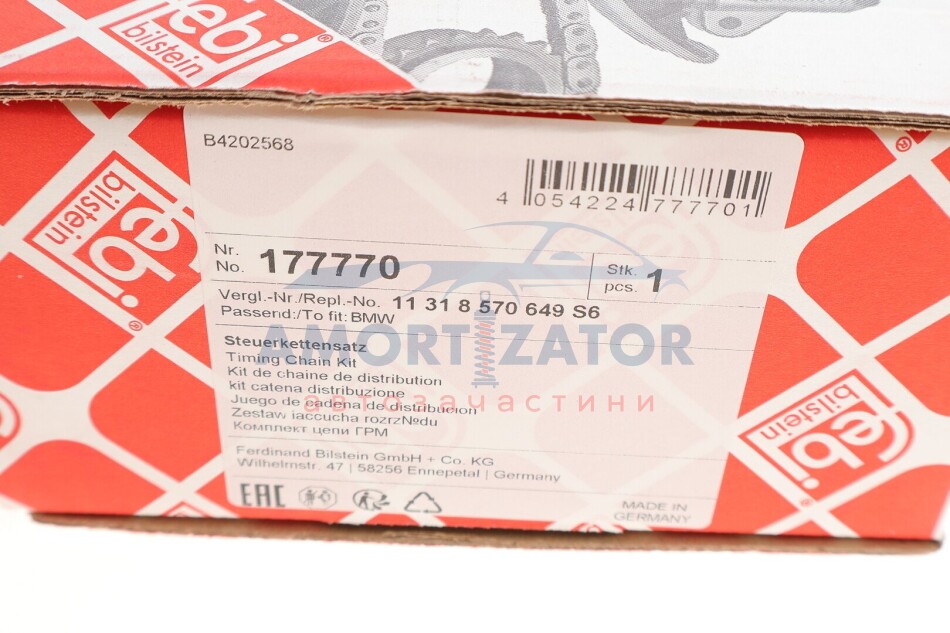 febi®
bilstein
B4202568
4 054224 777701
Nr.
No. 177770
Stk.
pcs. 1
Vergl.-Nr./Repl.-No. 11 31 8 570 649 S6
Passend:/To fit:BMW
Steuerkettensatz
Timing Chain Kit
Kit de chaine de distribution
kit catena distribuzione
Juego de cadena de distribucion
Zestaw iaccucha rozrz№du
Комплект цепи ГРМ
Ferdinand Bilstein GmbH + Co. KG
Wilhelmstr. 47 | 58256 Ennepetal | Germany
EAC
MADE IN
GERMANY
AMORTIZATOR
автозапчастини
febi
bilstein
febi
bilstein
®